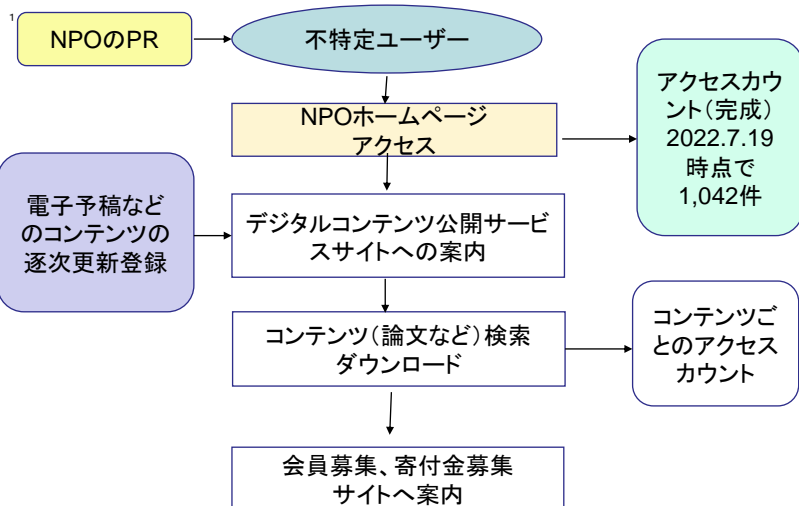 1
NPOのPR
不特定ユーザー
NPOホームページ
アクセス
アクセスカウ
ント（完成）
2022.7.19
時点で
1,042件
電子予稿など
のコンテンツの
逐次更新登録
デジタルコンテンツ公開サービ
スサイトへの案内
コンテンツ（論文など）検索
ダウンロード
コンテンツご
とのアクセス
カウント
会員募集、寄付金募集
サイトへ案内